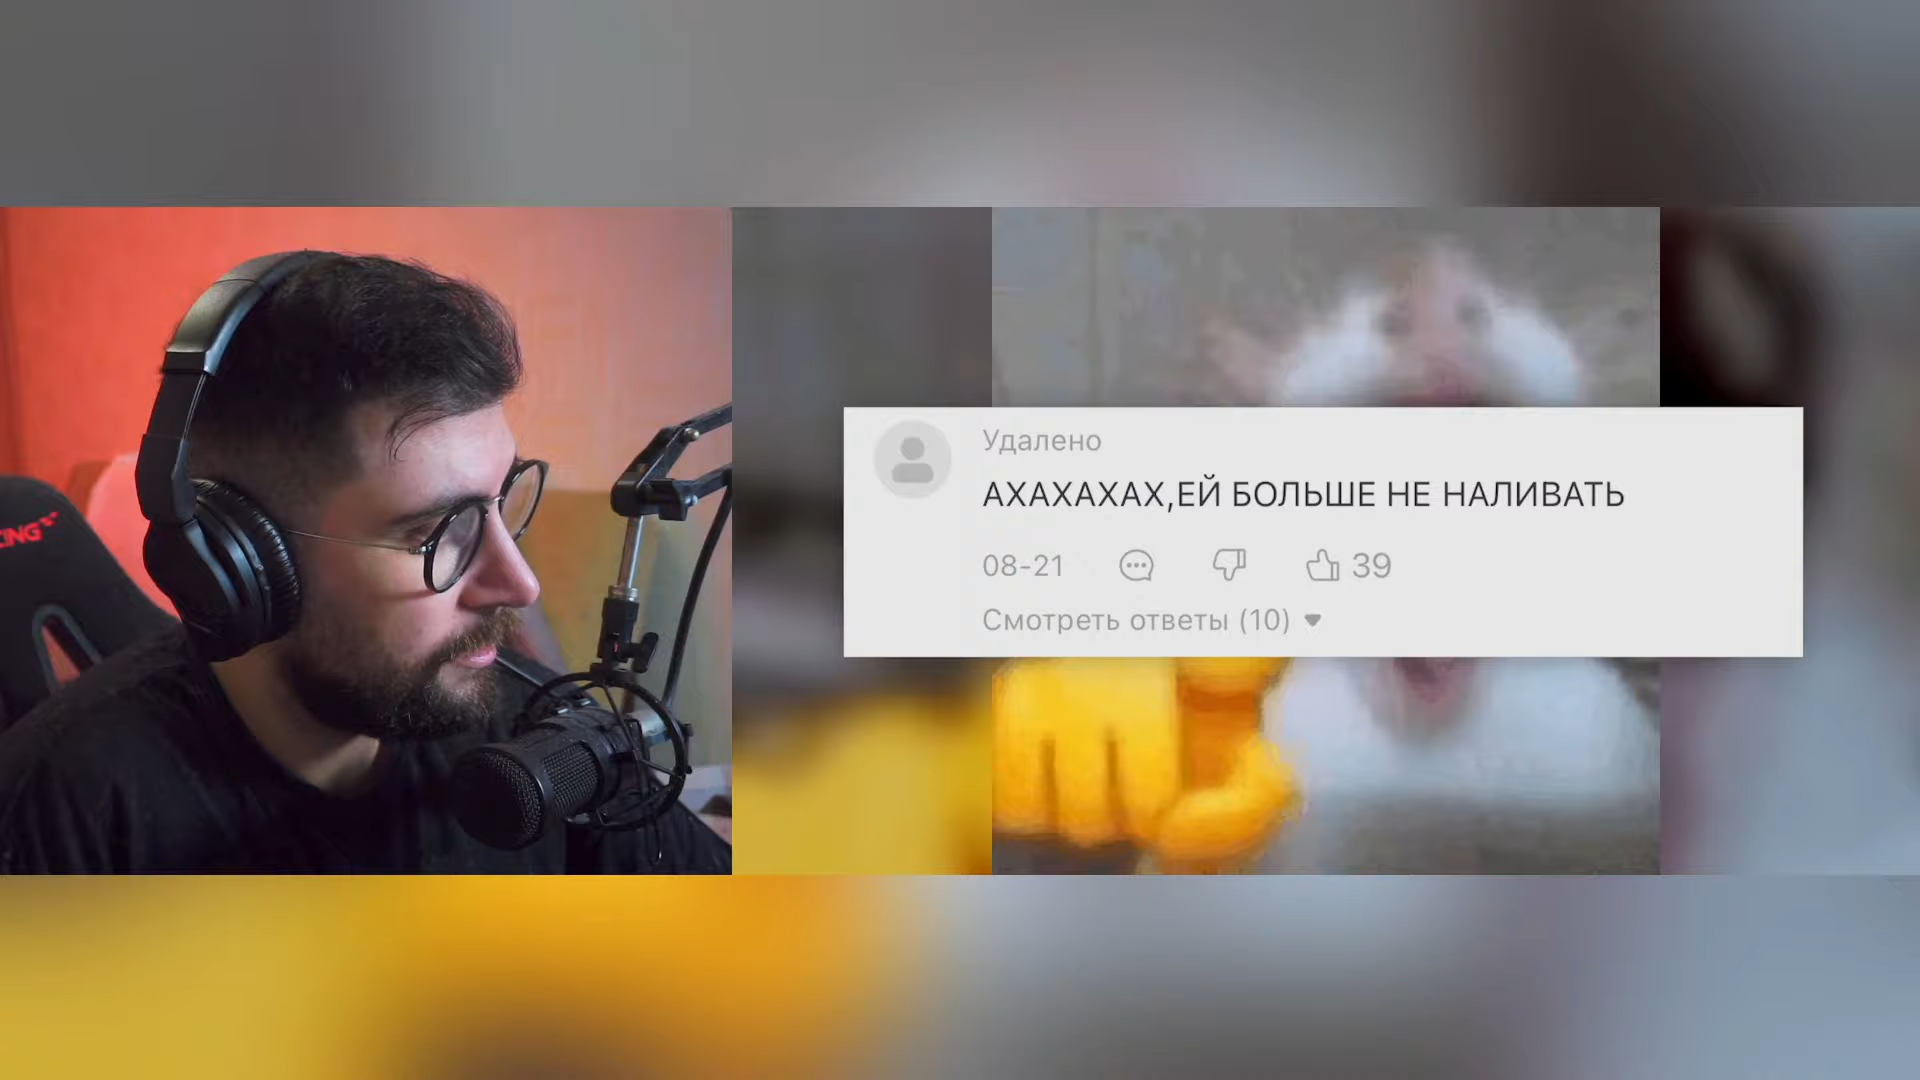 Удалено
АХАХАХАХ,ЕЙ БОЛЬШЕ НЕ НАЛИВАТЬ
08-21 39
Смотреть ответы (10)